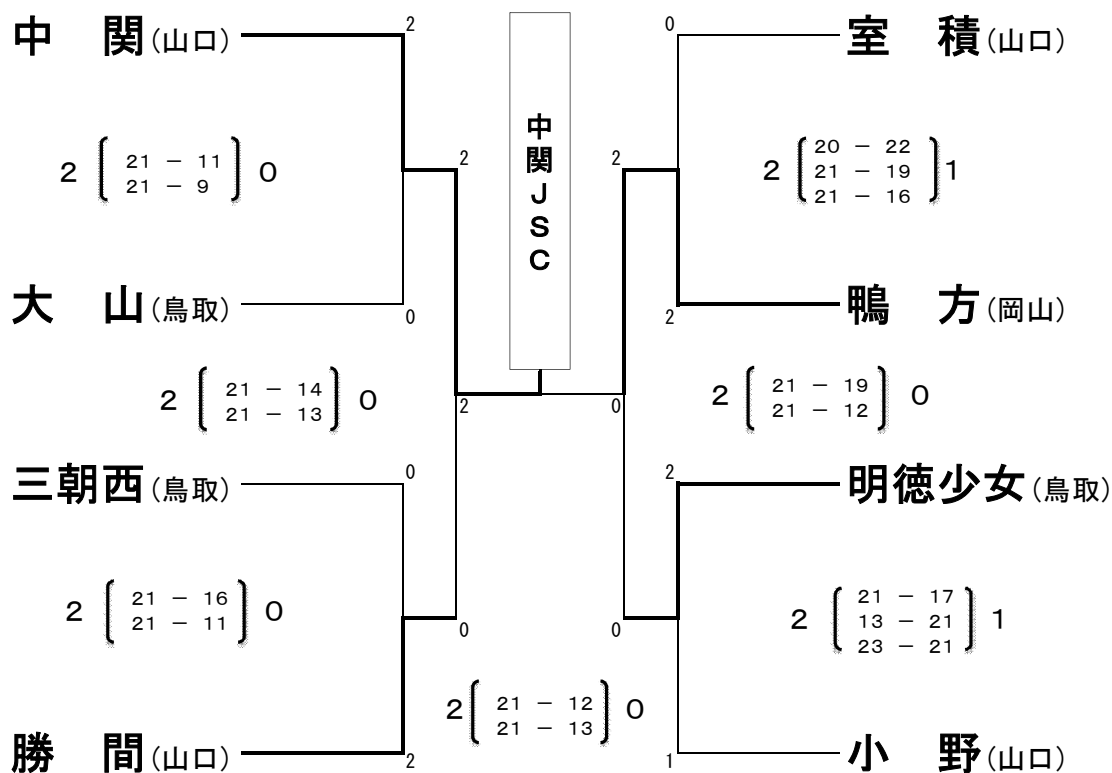 中　関(山口)
2
中関JSC
0
室　積(山口)
2 [ 21 － 11 ] 0
21 － 9
2
2
2 [ 20 － 22 ] 1
21 － 19
21 － 16
大　山(鳥取)
0
2
鴨　方(岡山)
2 [ 21 － 14 ] 0
21 － 13
2
0
2 [ 21 － 19 ] 0
21 － 12
三朝西(鳥取)
0
2
明徳少女(鳥取)
2 [ 21 － 16 ] 0
21 － 11
0
0
2 [ 21 － 17 ] 1
13 － 21
23 － 21
2 [ 21 － 12 ] 0
21 － 13
勝　間(山口)
2
1
小　野(山口)